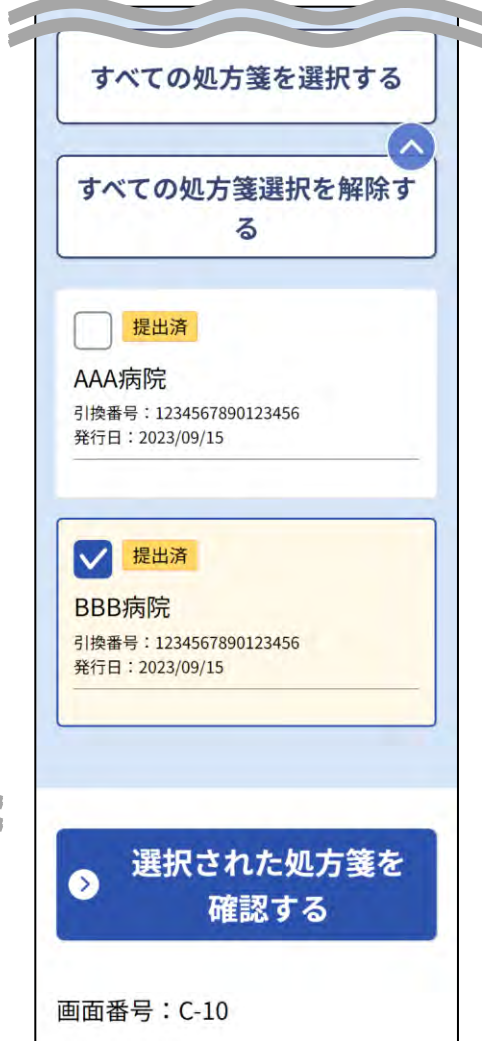 すべての処方箋を選択する
すべての処方箋選択を解除す
る
提出済
AAA病院
引換番号：1234567890123456
発行日：2023/09/15
提出済
BBB病院
引換番号：1234567890123456
発行日：2023/09/15
選択された処方箋を
確認する
画面番号：C-10